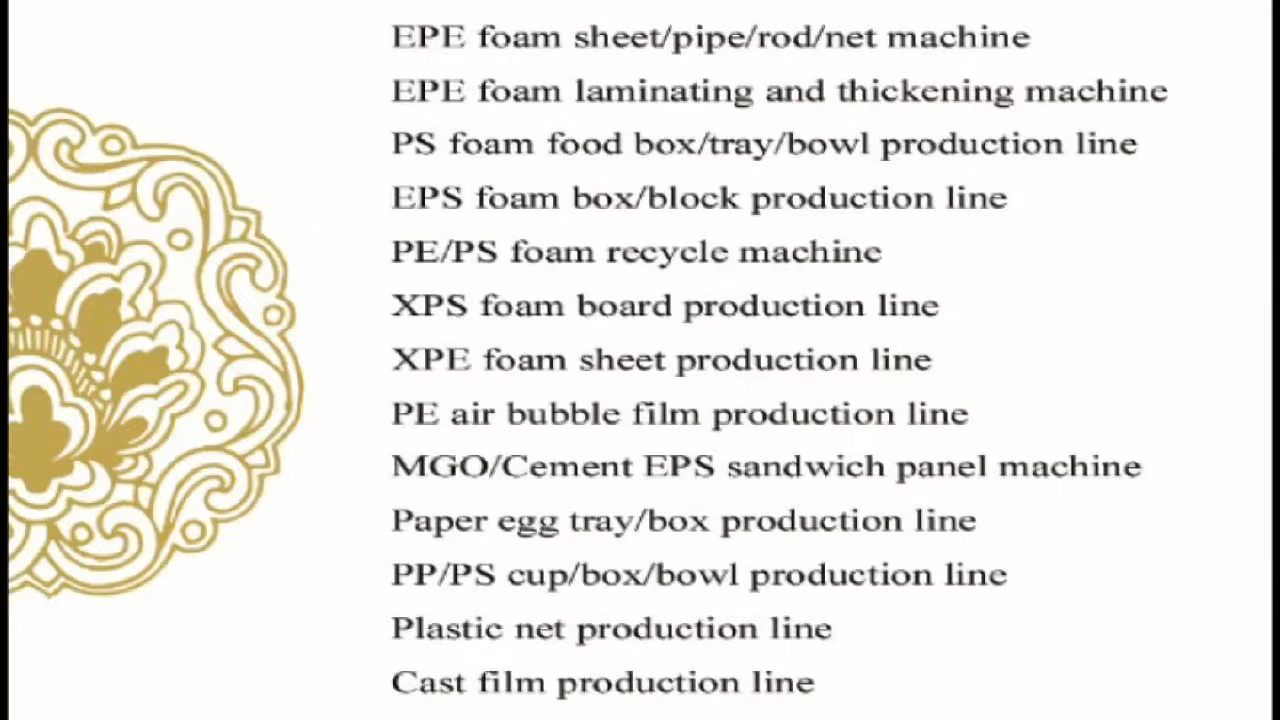 EPE foam sheet/pipe/rod/net machine
EPE foam laminating and thickening machine
PS foam food box/tray/bowl production line
EPS foam box/block production line
PE/PS foam recycle machine
XPS foam board production line
XPE foam sheet production line
PE air bubble film production line
MGO/Cement EPS sandwich panel machine
Paper egg tray/box production line
PP/PS cup/box/bowl production line
Plastic net production line
Cast film production line